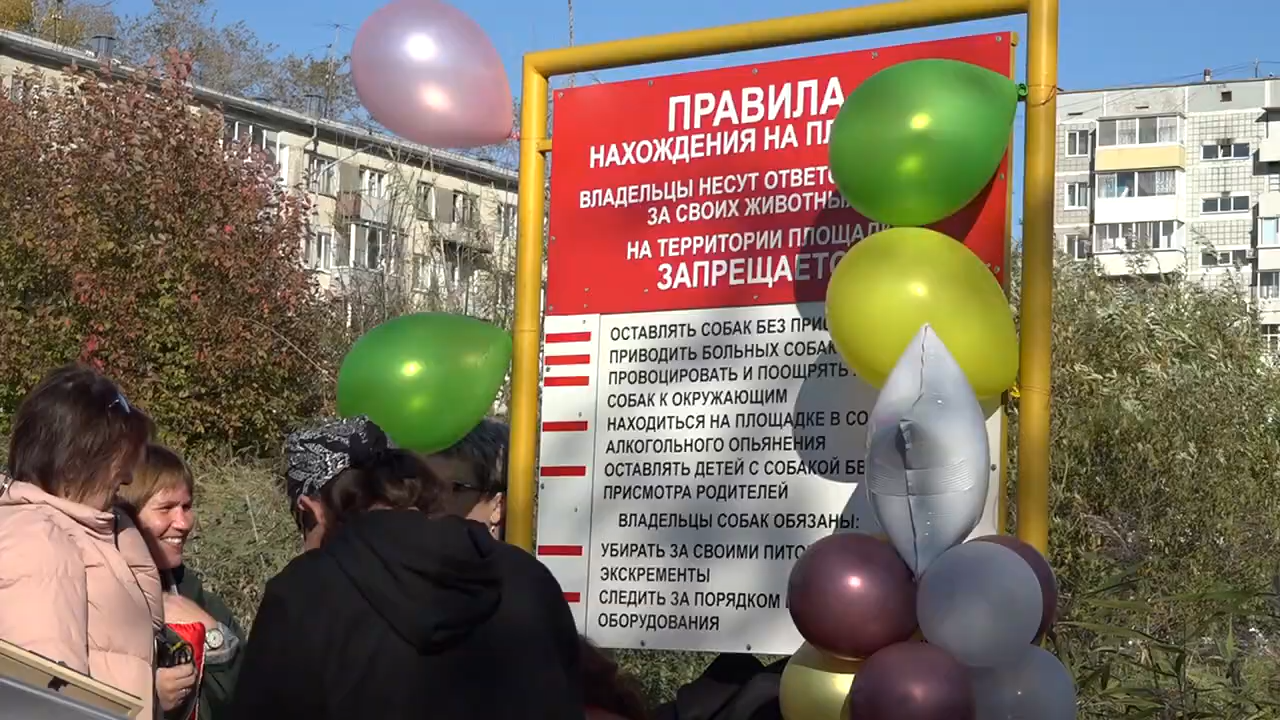 ПРАВИЛА
НАХОЖДЕНИЯ НА
ВЛАДЕЛЬЦЫ НЕСУТ
ЗА СВОИХ
НА ТЕРРИТОРИИ
ЗАПРЕЩАЕТСЯ
ОСТАВЛЯТЬ СОБАК БЕЗ
ПРИВОДИТЬ БОЛЬНЫХ СОБАК
ПРОВОЦИРОВАТЬ И ПООЩРЯТЬ
СОБАК К ОКРУЖАЮЩИМ
НАХОДИТЬСЯ НА ПЛОЩАДКЕ В
АЛКОГОЛЬНОГО ОПЬЯНЕНИЯ
ОСТАВЛЯТЬ ДЕТЕЙ С СОБАКОЙ
ПРИСМОТРА РОДИТЕЛЕЙ
ВЛАДЕЛЬЦЫ СОБАК ОБЯЗАНЫ:
УБИРАТЬ ЗА СВОИМИ
ЭКСКРЕМЕНТЫ
СЛЕДИТЬ ЗА ПОРЯДКОМ
ОБОРУДОВАНИЯ